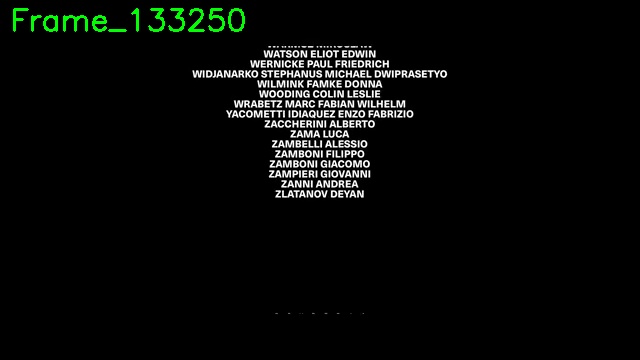 Frame_133250
WATSON ELIOT EDWIN
WERNICKE PAUL FRIEDRICH
WIDJANARKO STEPHANUS MICHAEL DWIPRASETYO
WILMINK FAMKE DONNA
WOODING COLIN LESLIE
WRABETZ MARC FABIAN WILHELM
YACOMETTI IDIAQUEZ ENZO FABRIZIO
ZACCHERINI ALBERTO
ZAMA LUCA
ZAMBELLI ALESSIO
ZAMBONI FILIPPO
ZAMBONI GIACOMO
ZAMPIERI GIOVANNI
ZANNI ANDREA
ZLATANOV DEYAN